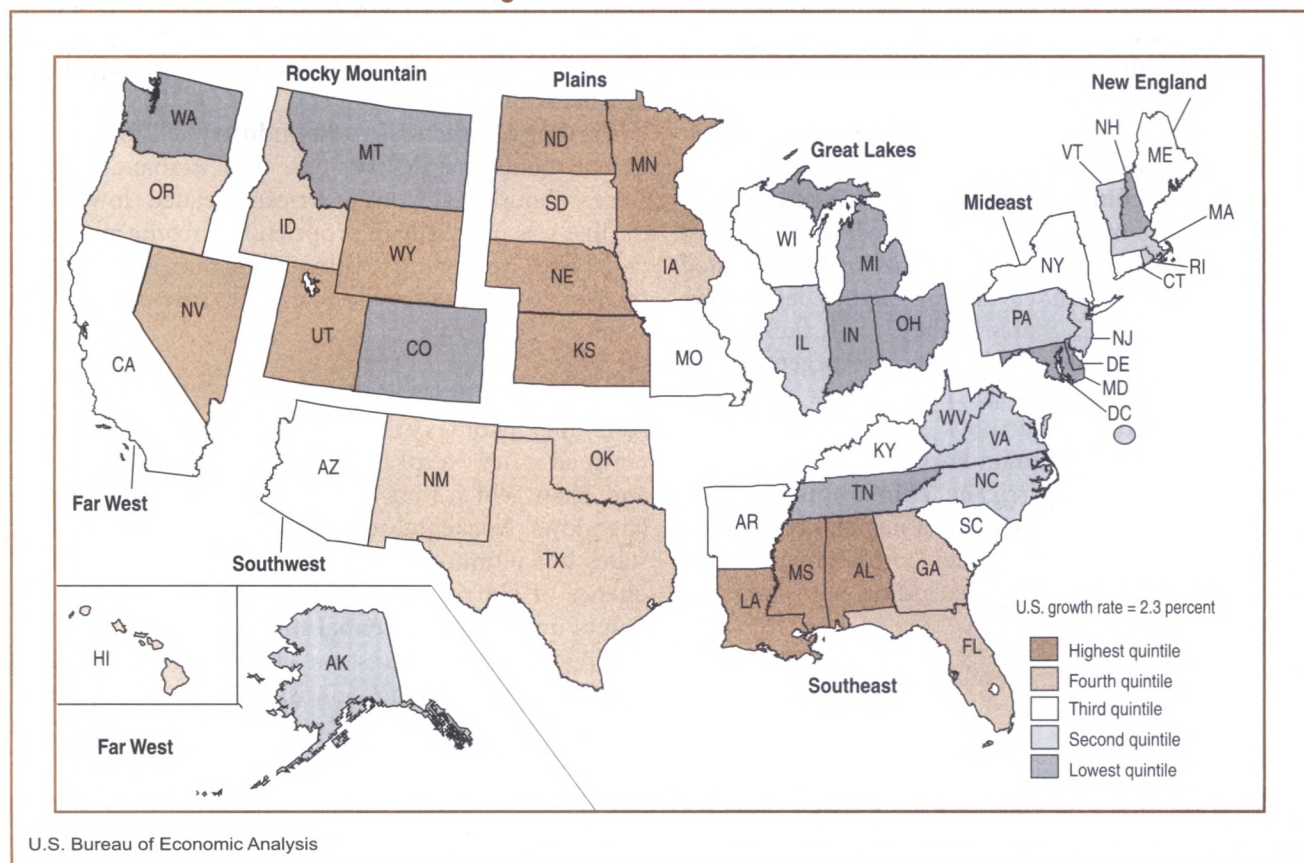 Rocky Mountain
Plains
New England
WA
MT
ND
MN
NH
ME
VT
Great Lakes
OR
ID
SD
WI
Mideast
MA
WY
NY
RI
CT
NE
IA
MI
NV
PA
UT
CO
IL
IN
OH
NJ
CA
KS
MO
DE
MD
DC
WV
VA
KY
AZ
NM
OK
NC
TN
Far West
AR
SC
TX
MS
AL
GA
Southwest
LA
U.S. growth rate = 2.3 percent
HI
AK
FL
Highest quintile
Southeast
Fourth quintile
Third quintile
Far West
Second quintile
Lowest quintile
U.S. Bureau of Economic Analysis